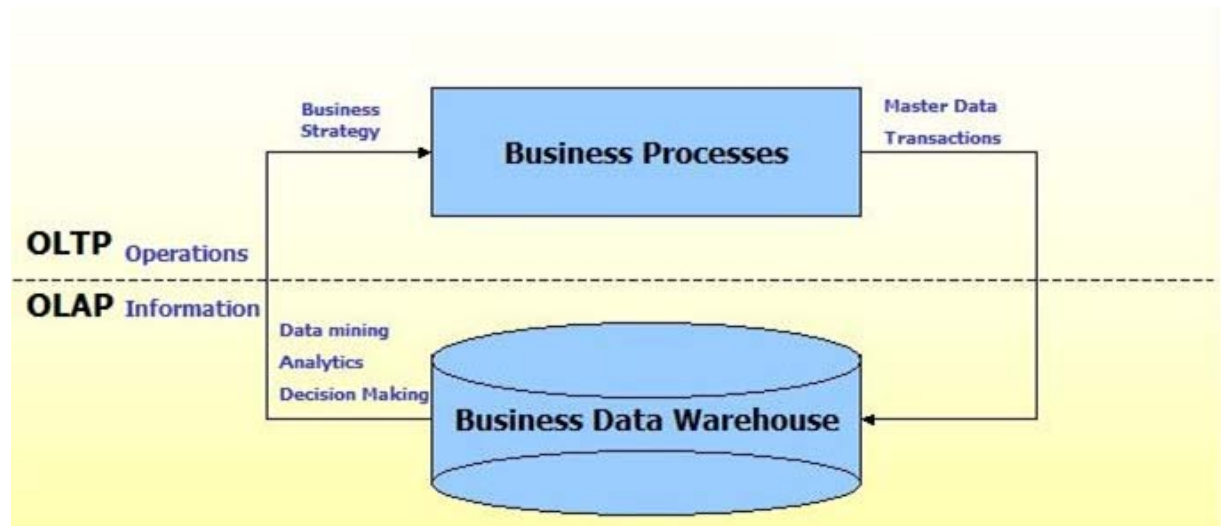 Business
Strategy
Business Processes
Master Data
Transactions
OLTP Operations
OLAP Information
Data mining
Analytics
Decision Making
Business Data Warehouse